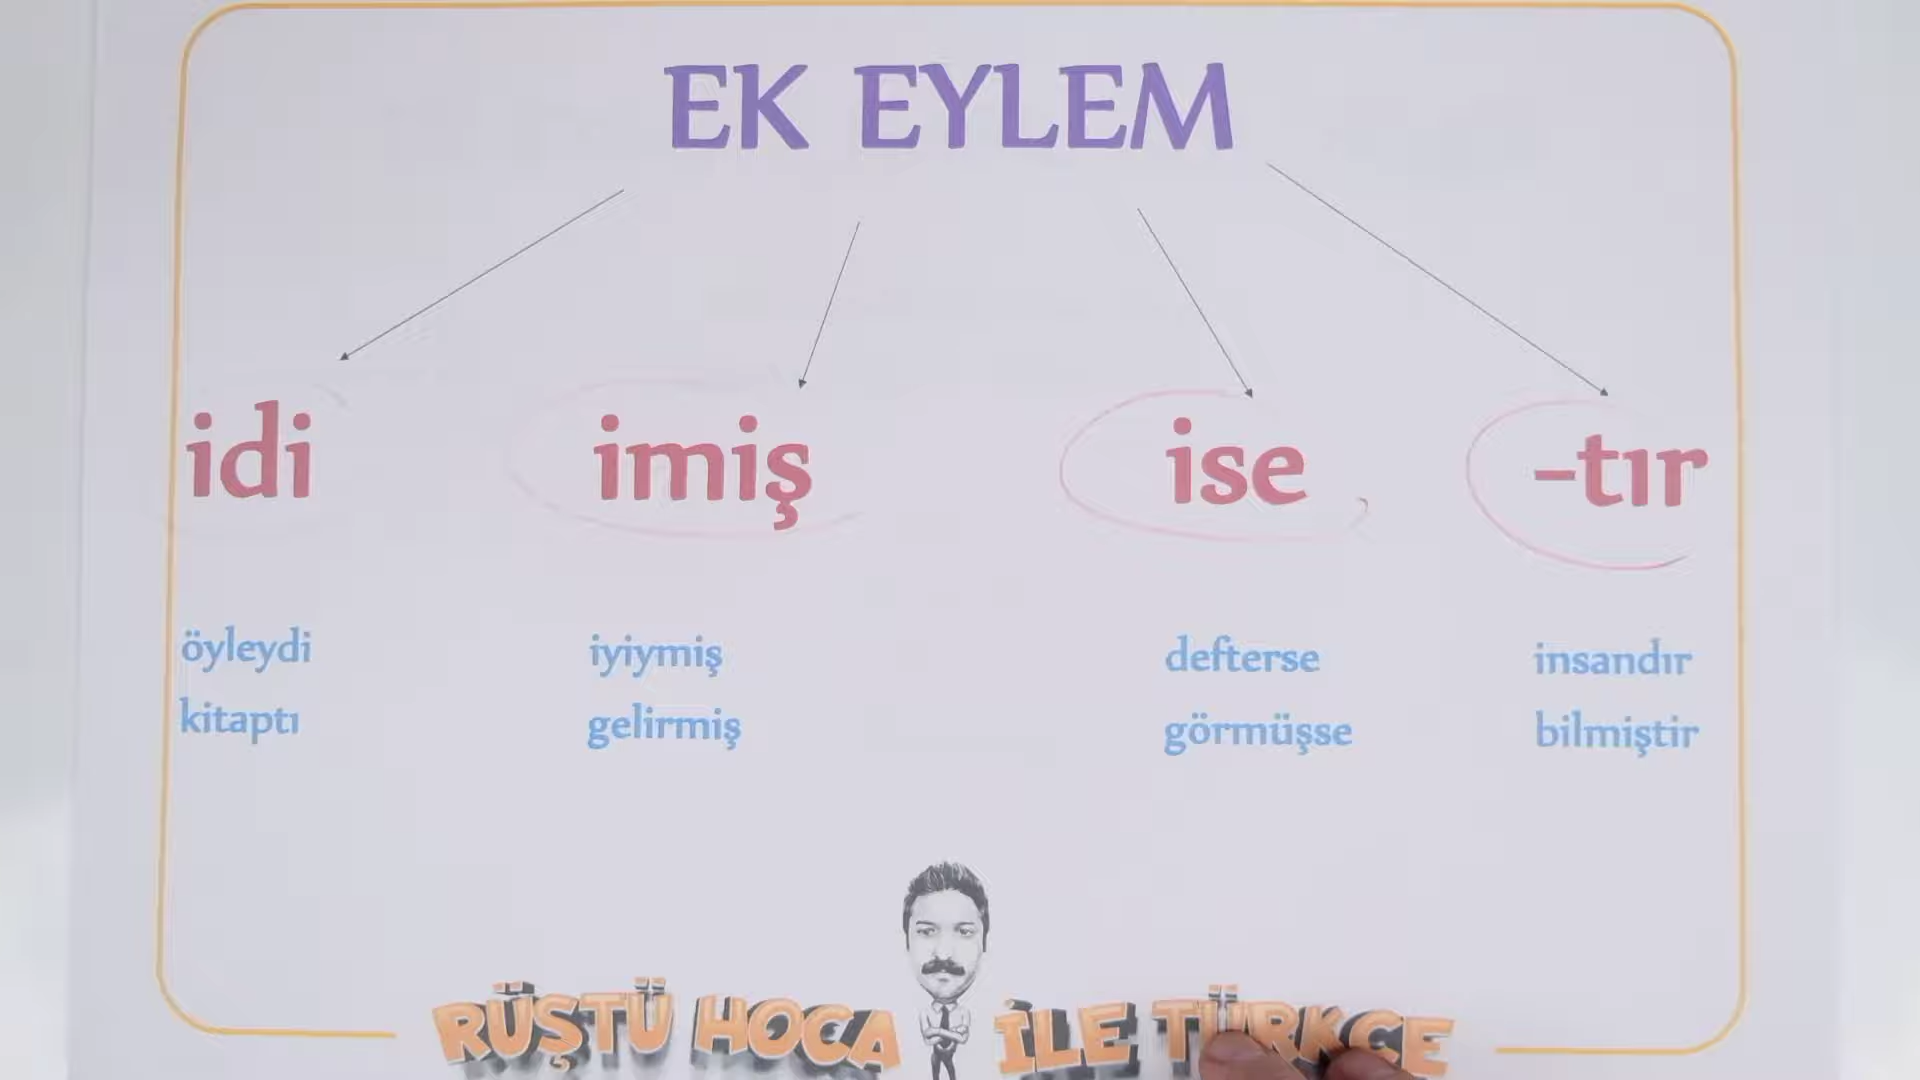 EK EYLEM
idi imiş ise -tır
öyleydi iyiymiş defterse insandır
kitaptı gelirmiş görmüşse bilmiştir
RÜŞTÜ HOCA İLE TÜRKÇE